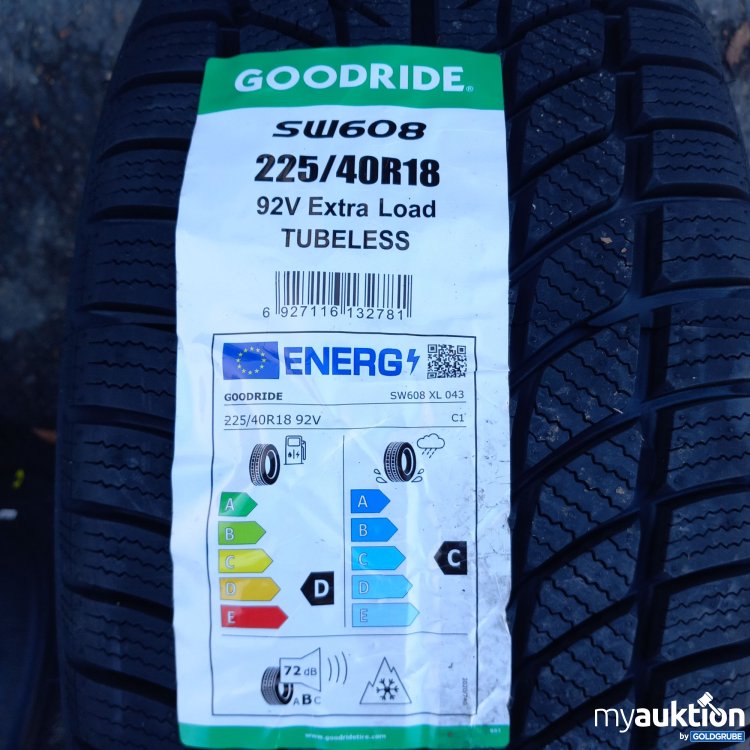 GOODRIDE®
SW608
225/40R18
92V Extra Load
TUBELESS
6 927116 132781
ENERG
GOODRIDE SW608 XL 043
225/40R18 92V C1
A A
B B
C C C
D D D
E E
72 dB
A B C
www.goodridetire.com
myauktion
by GOLDGRUBE